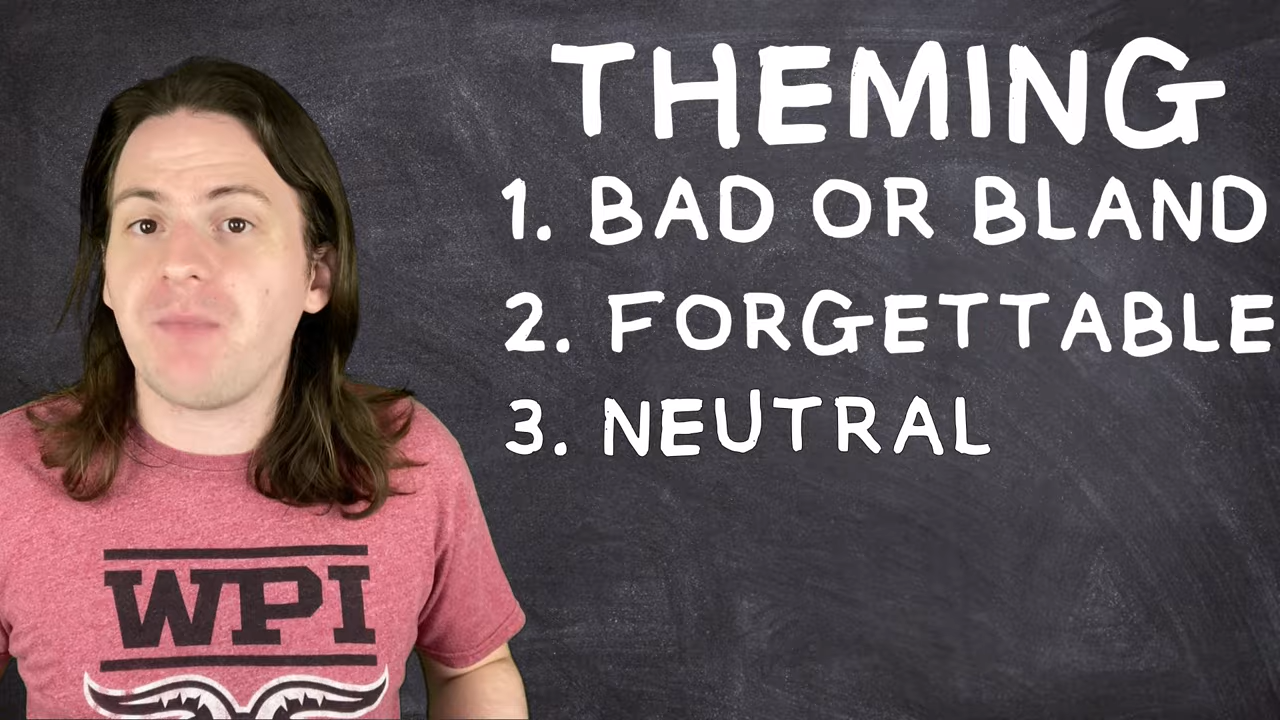 THEMING
1. BAD OR BLAND
2. FORGETTABLE
3. NEUTRAL
WPI